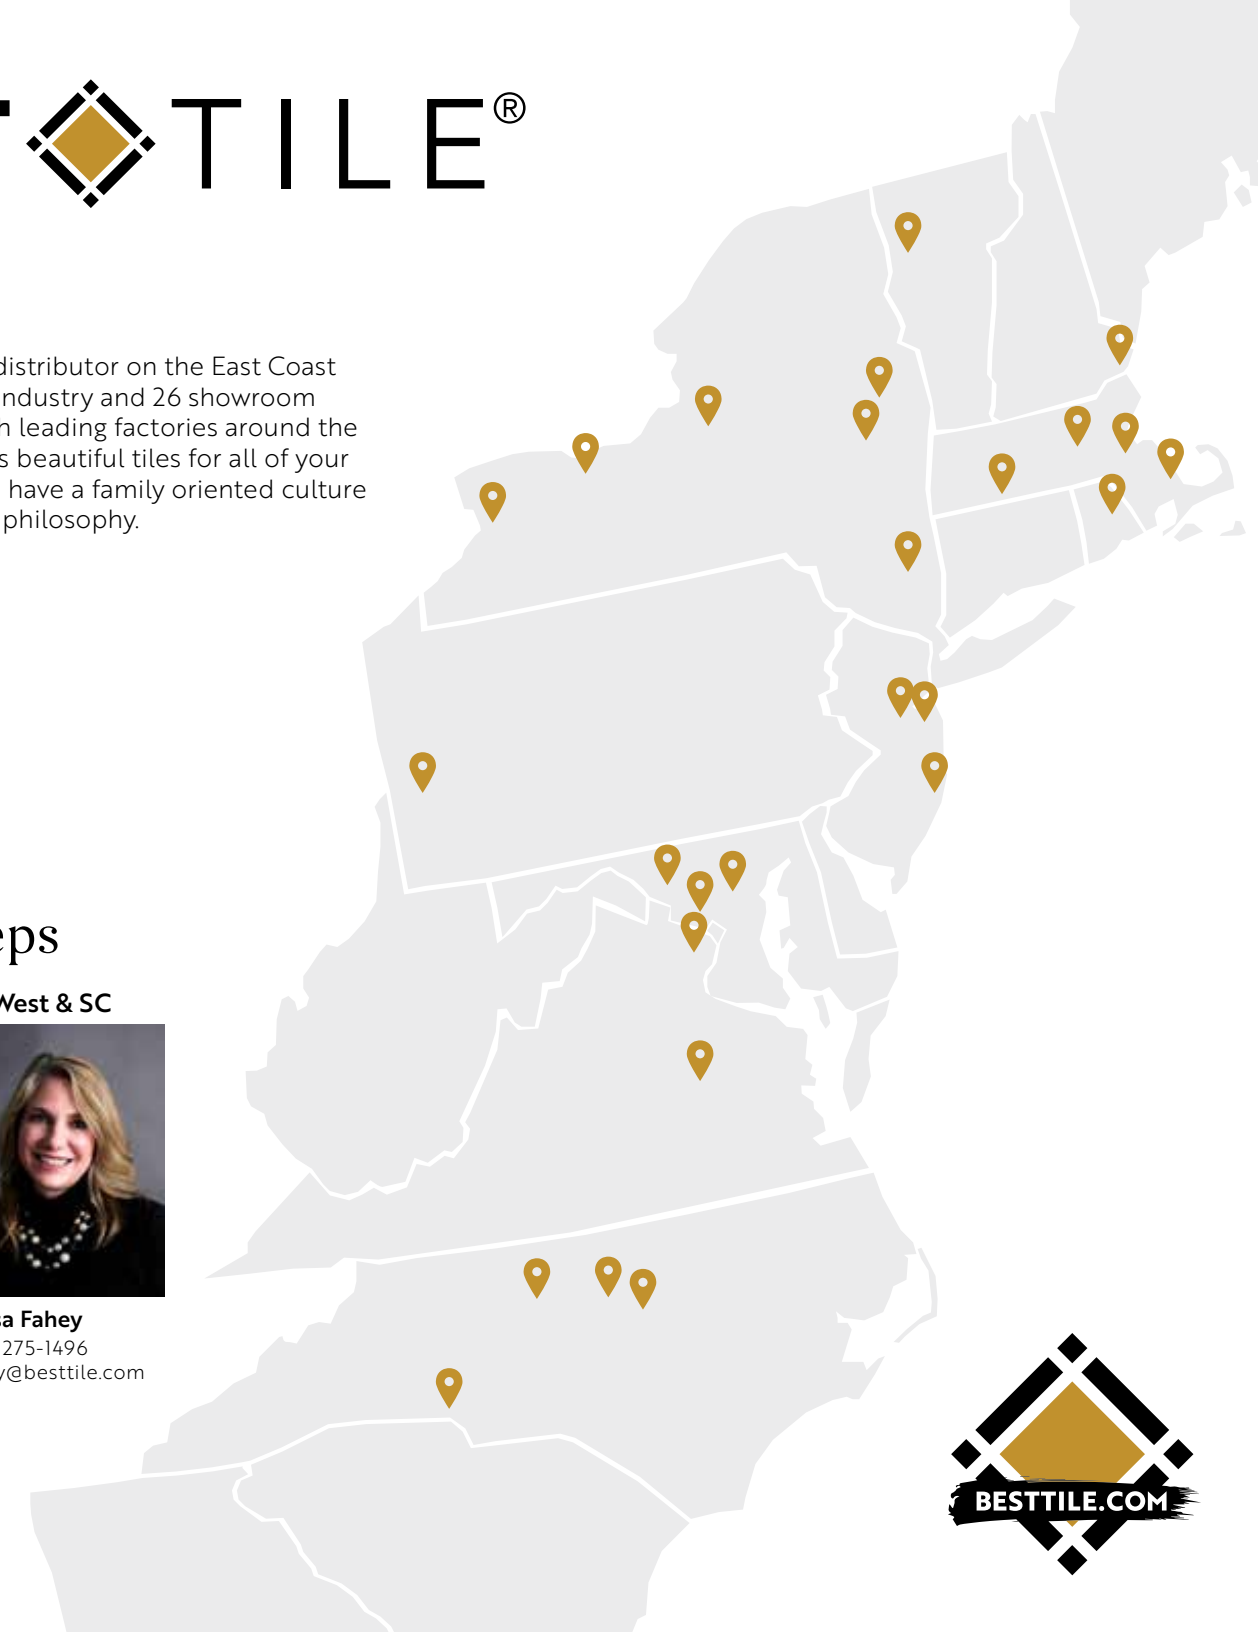 TILE®
distributor on the East Coast
ndustry and 26 showroom
h leading factories around the
s beautiful tiles for all of your
have a family oriented culture
philosophy.
eps
West & SC
sa Fahey
275-1496
y@besttile.com
BESTTILE.COM